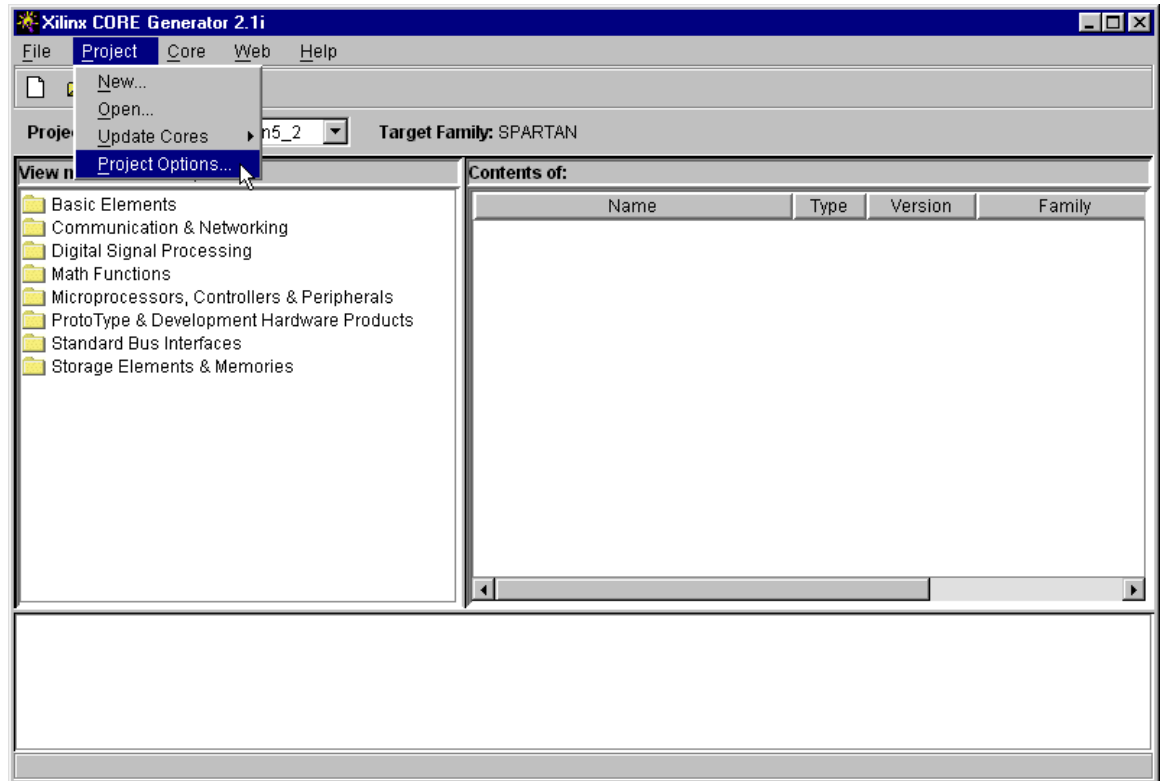 Xilinx CORE Generator 2.1i
File Project Core Web Help
New...
Open...
Update Cores
Project Options...
n5_2 Target Family: SPARTAN
Contents of:
Name Type Version Family
Basic Elements
Communication & Networking
Digital Signal Processing
Math Functions
Microprocessors, Controllers & Peripherals
ProtoType & Development Hardware Products
Standard Bus Interfaces
Storage Elements & Memories